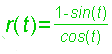 r(t) = (1-sin(t))/cos(t)